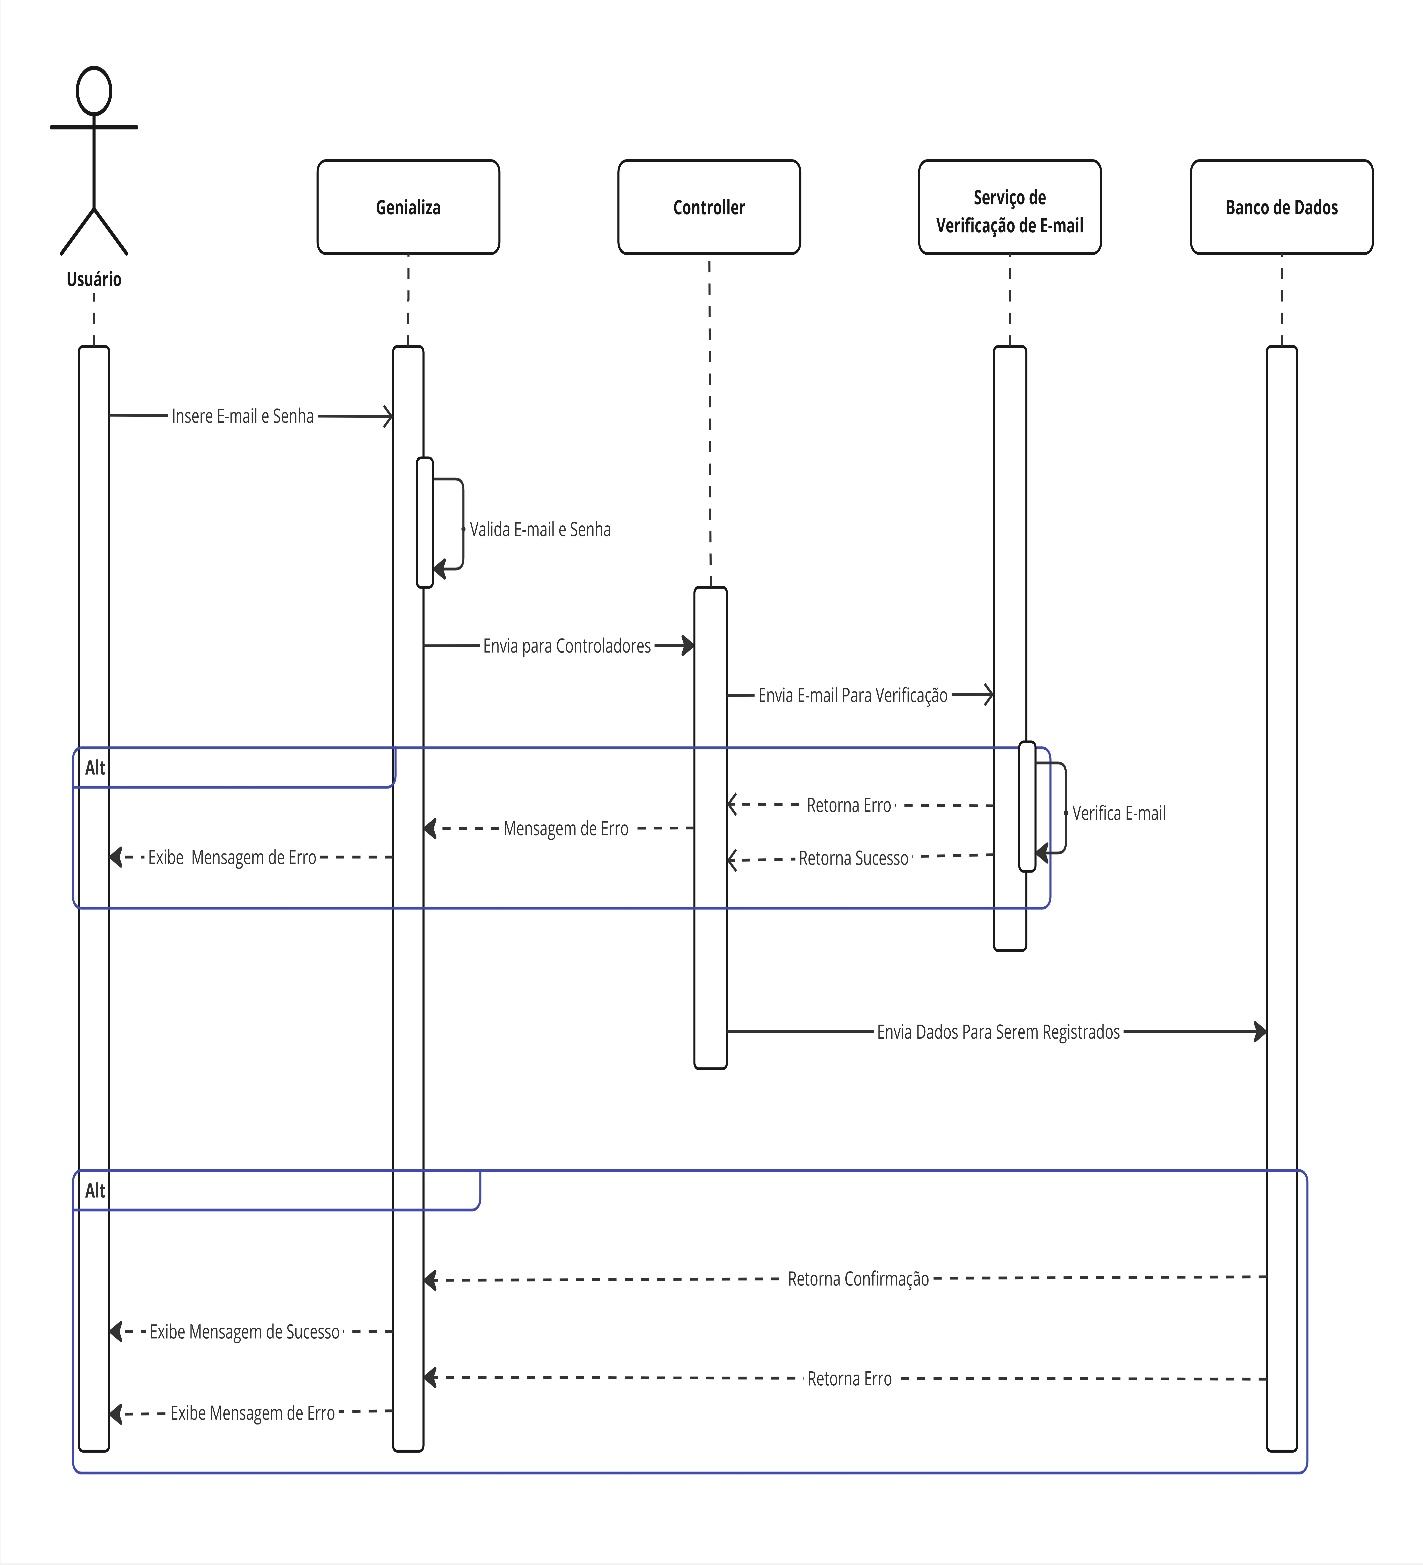 Usuário
Genializa
Controller
Serviço de
Verificação de E-mail
Banco de Dados
Insere E-mail e Senha
Valida E-mail e Senha
Envia para Controladores
Envia E-mail Para Verificação
Alt
Retorna Erro
Verifica E-mail
Mensagem de Erro
Exibe Mensagem de Erro
Retorna Sucesso
Envia Dados Para Serem Registrados
Alt
Retorna Confirmação
Exibe Mensagem de Sucesso
Retorna Erro
Exibe Mensagem de Erro